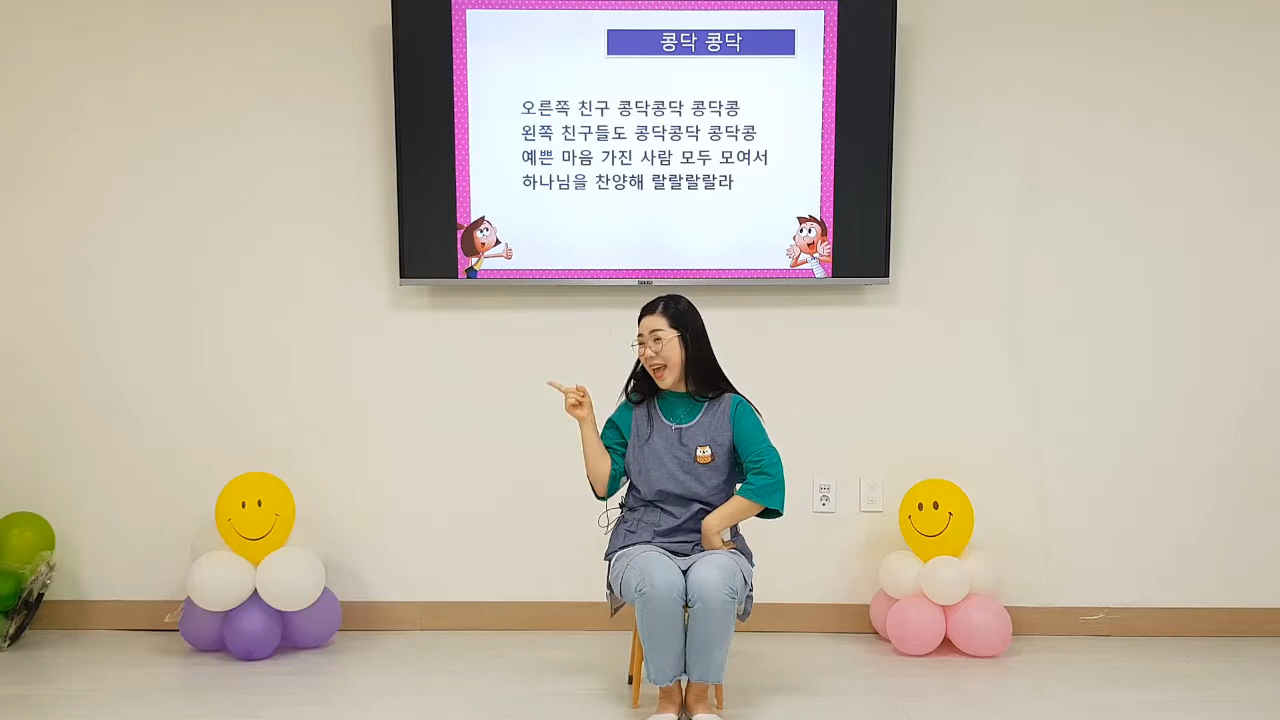 콩닥 콩닥
오른쪽 친구 콩닥콩닥 콩닥콩
왼쪽 친구들도 콩닥콩닥 콩닥콩
예쁜 마음 가진 사람 모두 모여서
하나님을 찬양해 랄랄랄랄라